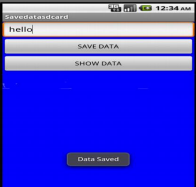 12:34 AM
Savedatasdcard
hello
SAVE DATA
SHOW DATA
Data Saved